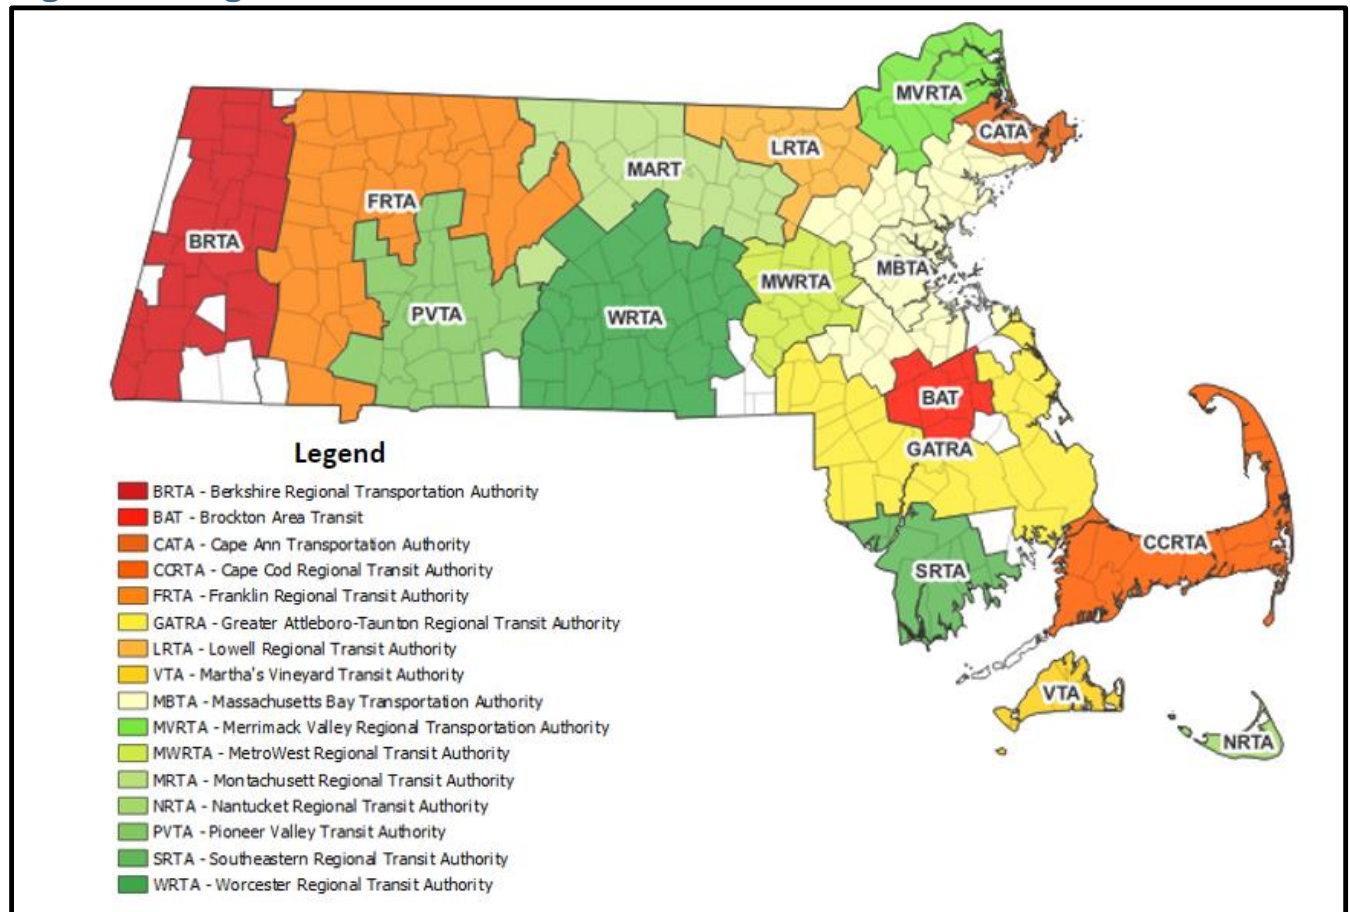 MVRTA
CATA
LRTA
MART
FRTA
BRTA
MBTA
MWRTA
PVTA
WRTA
BAT
GATRA
CCRTA
SRTA
VTA
NRTA
Legend
BRTA - Berkshire Regional Transportation Authority
BAT - Brockton Area Transit
CATA - Cape Ann Transportation Authority
CCRTA - Cape Cod Regional Transit Authority
FRTA - Franklin Regional Transit Authority
GATRA - Greater Attleboro-Taunton Regional Transit Authority
LRTA - Lowell Regional Transit Authority
VTA - Martha's Vineyard Transit Authority
MBTA - Massachusetts Bay Transportation Authority
MVRTA - Merrimack Valley Regional Transportation Authority
MWRTA - MetroWest Regional Transit Authority
MRTA - Montachusett Regional Transit Authority
NRTA - Nantucket Regional Transit Authority
PVTA - Pioneer Valley Transit Authority
SRTA - Southeastern Regional Transit Authority
WRTA - Worcester Regional Transit Authority